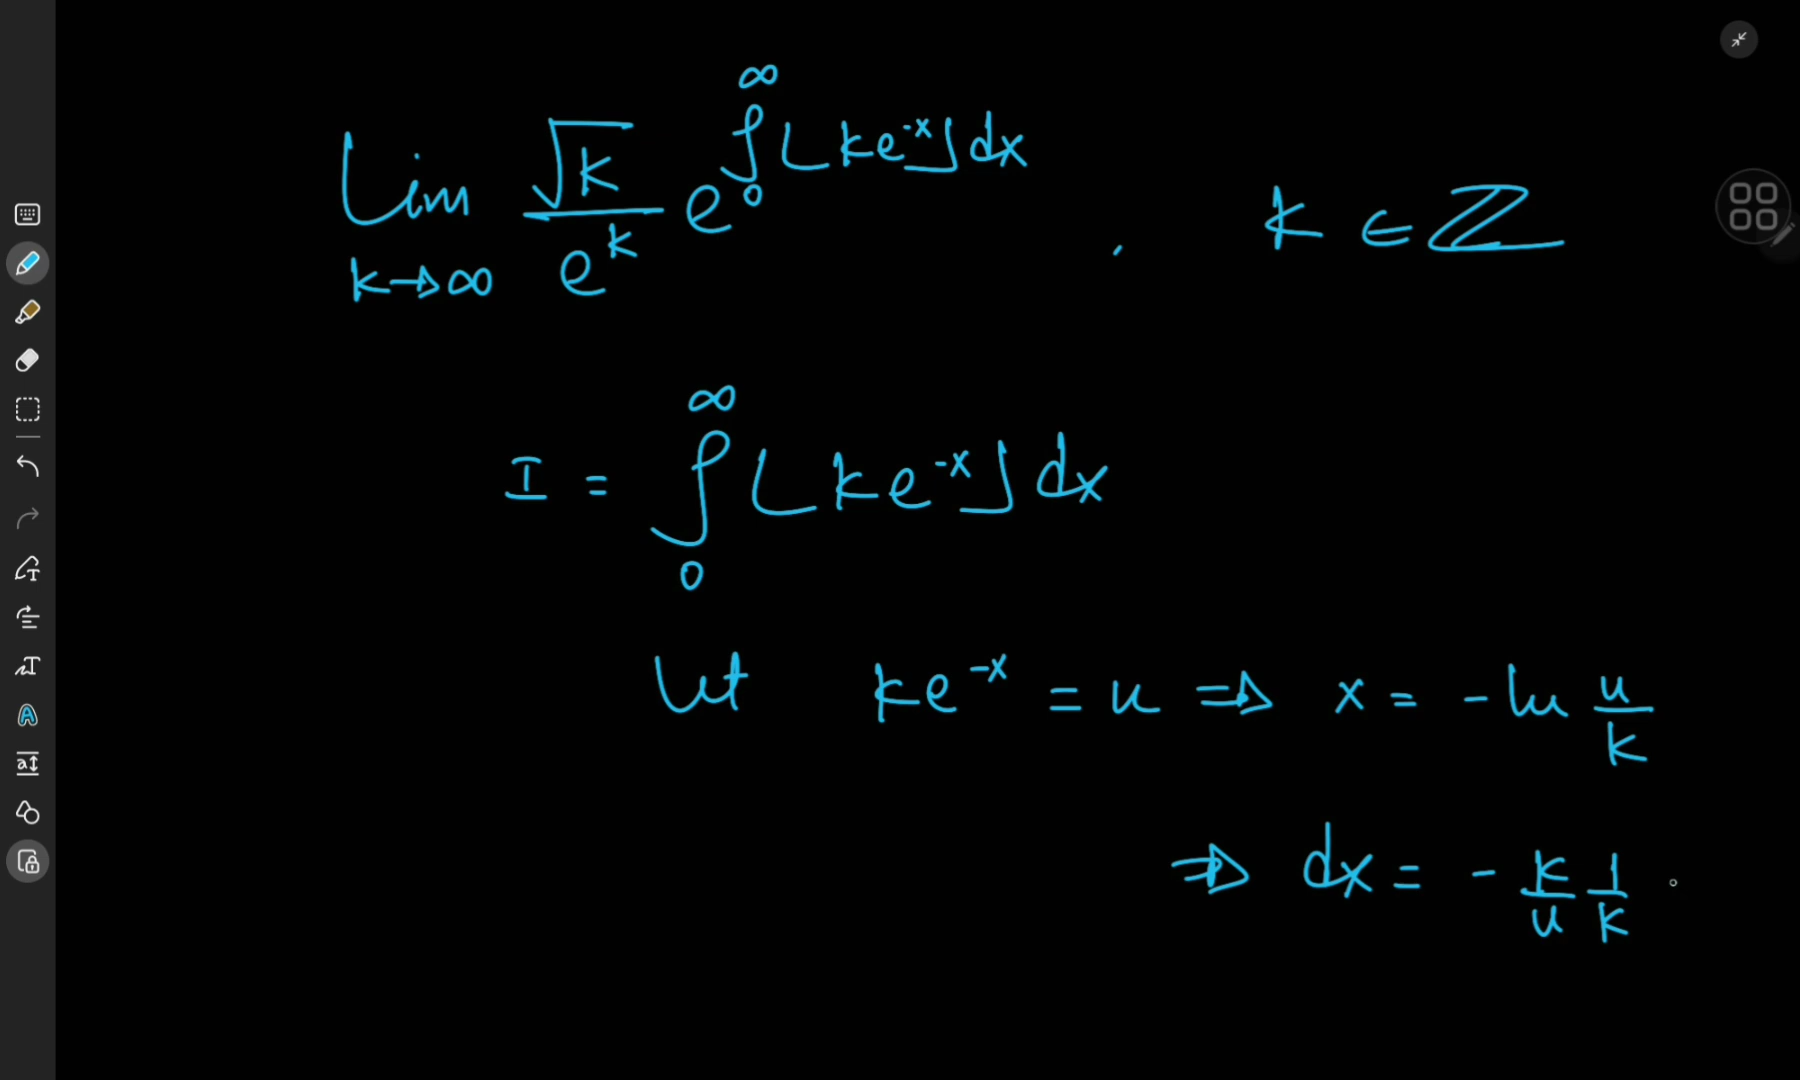 Lim k→∞ √k/e^k e^∫₀^∞ ⌊ke^-x⌋dx , k ∈ ℤ
I = ∫₀^∞ ⌊ke^-x⌋dx
Let ke^-x = u ⇒ x = -ln u/k
⇒ dx = - k/u 1/k